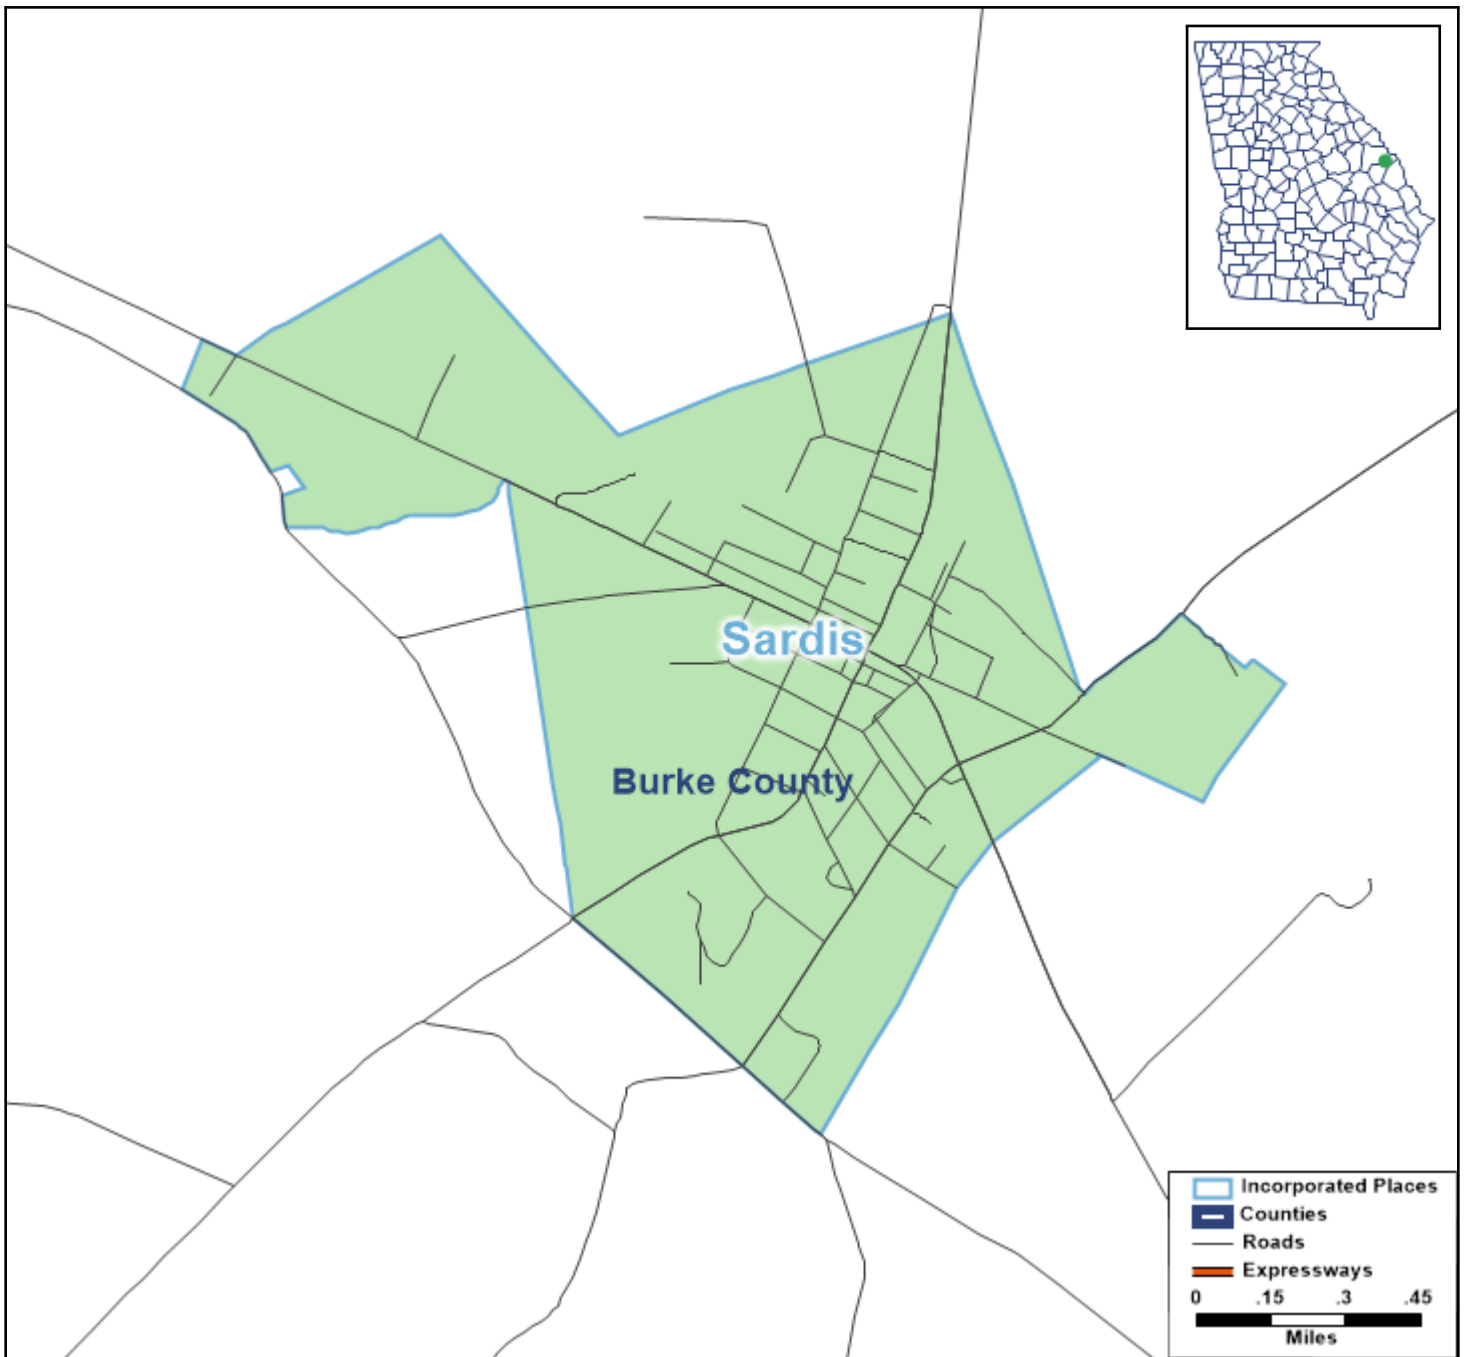 Sardis
Burke County
Incorporated Places
Counties
Roads
Expressways
0 .15 .3 .45
Miles